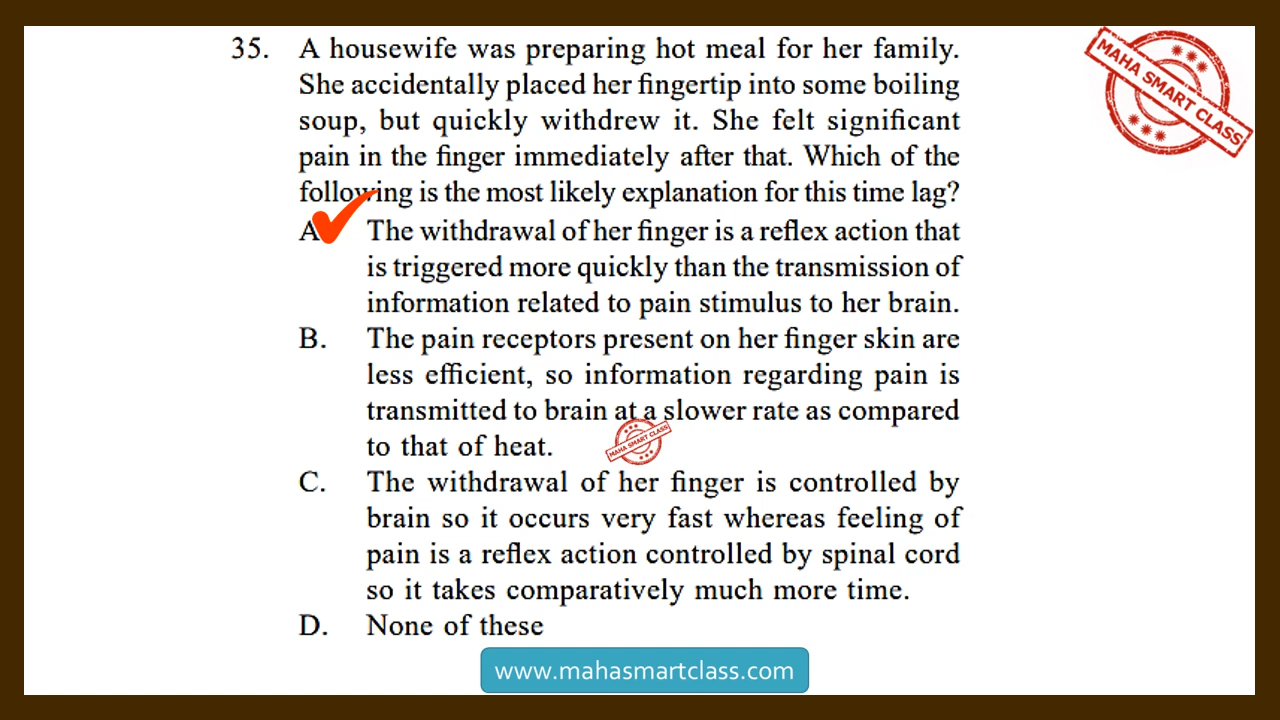 35. A housewife was preparing hot meal for her family.
She accidentally placed her fingertip into some boiling
soup, but quickly withdrew it. She felt significant
pain in the finger immediately after that. Which of the
following is the most likely explanation for this time lag?
A. The withdrawal of her finger is a reflex action that
is triggered more quickly than the transmission of
information related to pain stimulus to her brain.
B. The pain receptors present on her finger skin are
less efficient, so information regarding pain is
transmitted to brain at a slower rate as compared
to that of heat.
C. The withdrawal of her finger is controlled by
brain so it occurs very fast whereas feeling of
pain is a reflex action controlled by spinal cord
so it takes comparatively much more time.
D. None of these
www.mahasmartclass.com
MAHA SMART CLASS
MAHA SMART CLASS